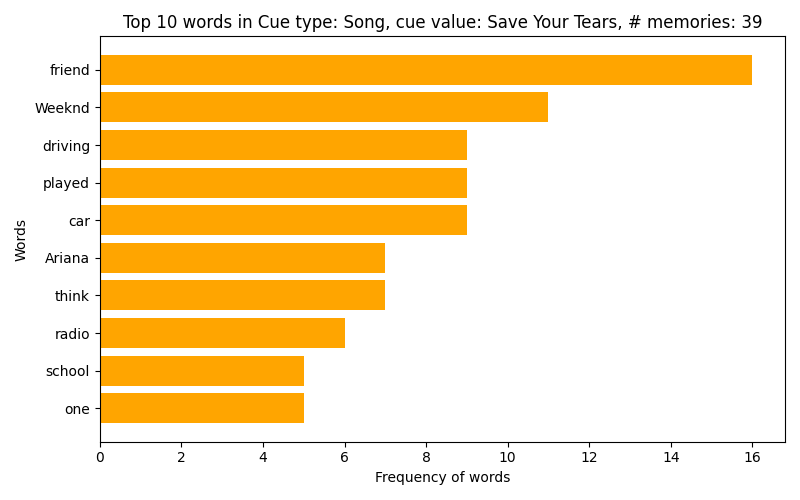 Top 10 words in Cue type: Song, cue value: Save Your Tears, # memories: 39
friend
Weeknd
driving
played
car
Ariana
think
radio
school
one
Words
0 2 4 6 8 10 12 14 16
Frequency of words